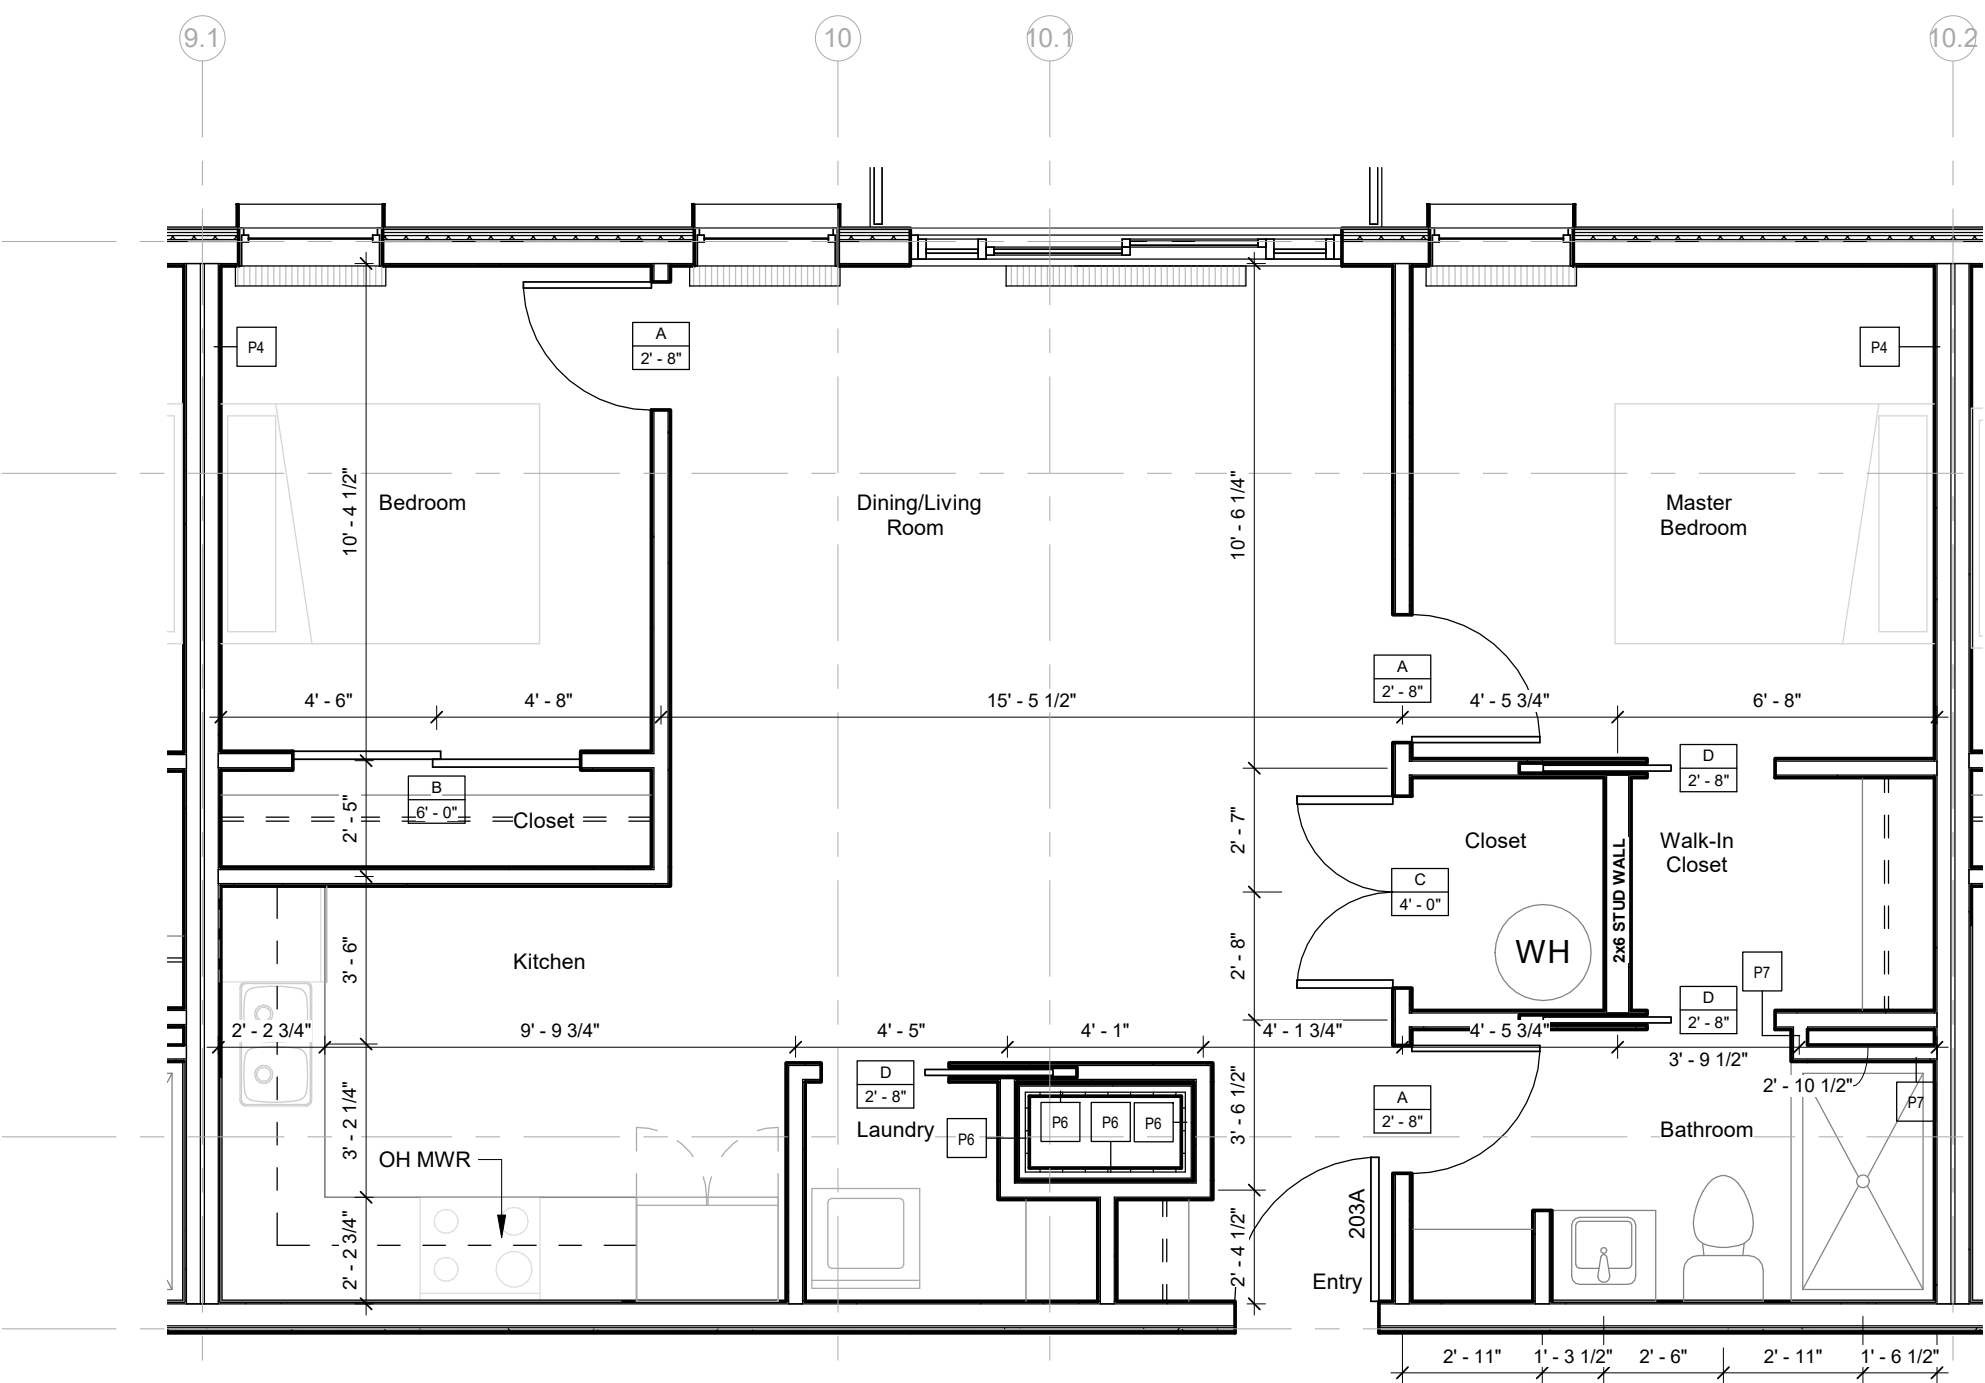 9.1
10
10.1
10.2
P4
A
2' - 8"
P4
10' - 4 1/2"
Bedroom
Dining/Living
Room
10' - 6 1/4"
Master
Bedroom
A
2' - 8"
4' - 6"
4' - 8"
15' - 5 1/2"
4' - 5 3/4"
6' - 8"
D
2' - 8"
B
6' - 0"
2' - 5"
Closet
2' - 7"
Closet
2x6 STUD WALL
Walk-In
Closet
C
4' - 0"
3' - 6"
Kitchen
2' - 8"
WH
P7
D
2' - 8"
2' - 2 3/4"
9' - 9 3/4"
4' - 5"
4' - 1"
4' - 1 3/4"
4' - 5 3/4"
3' - 9 1/2"
2' - 10 1/2"
D
2' - 8"
A
2' - 8"
P7
3' - 2 1/4"
3' - 6 1/2"
Laundry
P6
P6
P6
P6
Bathroom
OH MWR
2' - 2 3/4"
2' - 4 1/2"
203A
Entry
2' - 11"
1' - 3 1/2"
2' - 6"
2' - 11"
1' - 6 1/2"